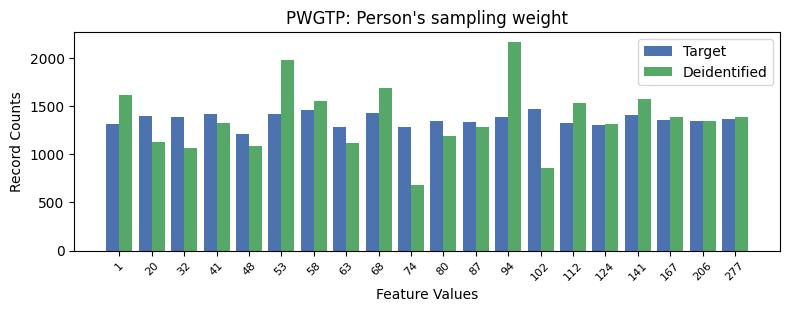 PWGTP: Person's sampling weight
Target
Deidentified
Record Counts
2000
1500
1000
500
0
1 20 32 41 48 53 58 63 68 74 80 87 94 102 112 124 141 167 206 277
Feature Values